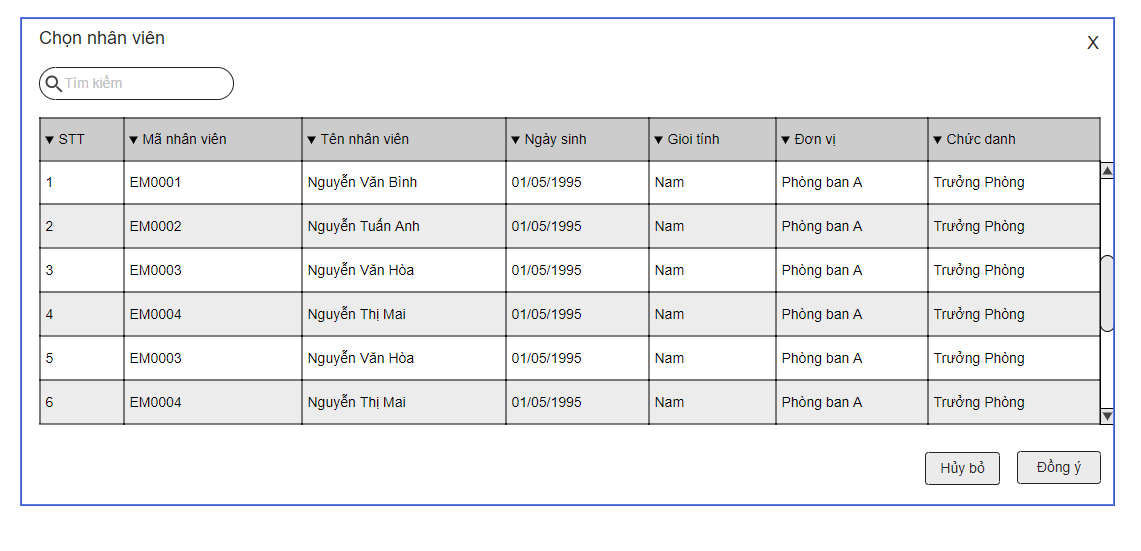 Chọn nhân viên
X
Tìm kiếm
▼ STT ▼ Mã nhân viên ▼ Tên nhân viên ▼ Ngày sinh ▼ Gioi tính ▼ Đơn vị ▼ Chức danh
1 EM0001 Nguyễn Văn Bình 01/05/1995 Nam Phòng ban A Trưởng Phòng
2 EM0002 Nguyễn Tuấn Anh 01/05/1995 Nam Phòng ban A Trưởng Phòng
3 EM0003 Nguyễn Văn Hòa 01/05/1995 Nam Phòng ban A Trưởng Phòng
4 EM0004 Nguyễn Thị Mai 01/05/1995 Nam Phòng ban A Trưởng Phòng
5 EM0003 Nguyễn Văn Hòa 01/05/1995 Nam Phòng ban A Trưởng Phòng
6 EM0004 Nguyễn Thị Mai 01/05/1995 Nam Phòng ban A Trưởng Phòng
Hủy bỏ Đồng ý